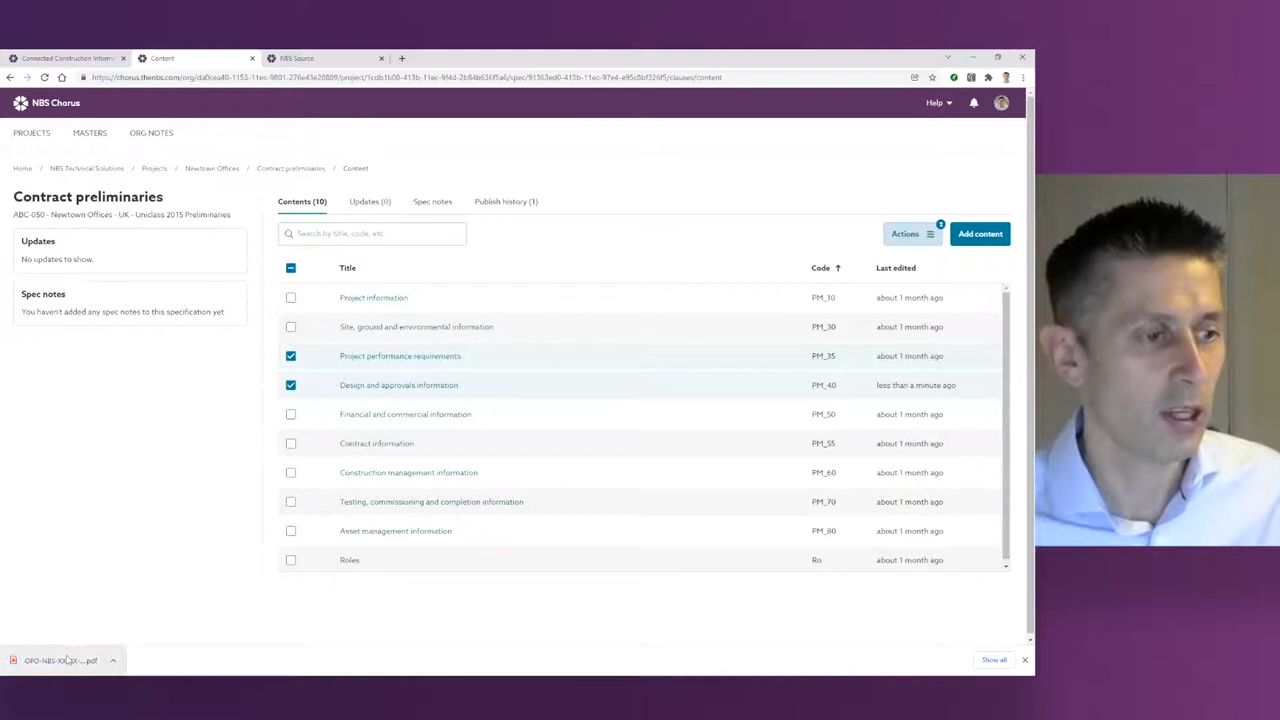 Connected Construction Inform
Content
NBS Source
NBS Chorus
Help
PROJECTS MASTERS ORG NOTES
Home / NBS Technical Solutions / Projects / Newtown Offices / Contract preliminaries / Content
Contract preliminaries
ABC-050 - Newtown Offices - UK - Uniclass 2015 Preliminaries
Updates
No updates to show.
Spec notes
You haven't added any spec notes to this specification yet
Contents (10) Updates (0) Spec notes Publish history (1)
Search by title, code, etc
Actions 2
Add content
Title Code Last edited
Project information PM_10 about 1 month ago
Site, ground and environmental information PM_30 about 1 month ago
Project performance requirements PM_35 about 1 month ago
Design and approvals information PM_40 less than a minute ago
Financial and commercial information PM_50 about 1 month ago
Contract information PM_55 about 1 month ago
Construction management information PM_60 about 1 month ago
Testing, commissioning and completion information PM_70 about 1 month ago
Asset management information PM_80 about 1 month ago
Roles Ro about 1 month ago
Show all